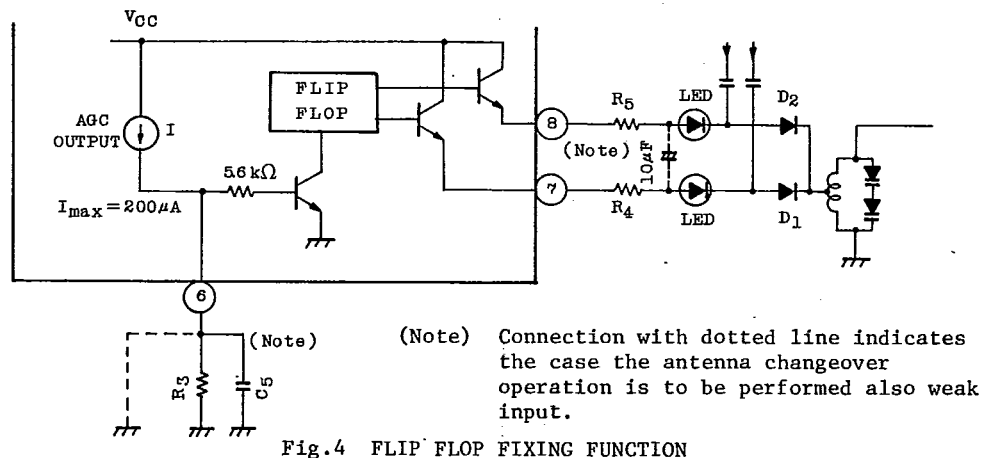 VCC
AGC
OUTPUT
I
Imax=200μA
5.6kΩ
FLIP
FLOP
8
7
6
(Note)
R5
R4
10μF
LED
LED
D2
D1
R3
C5
(Note)
(Note) Connection with dotted line indicates
the case the antenna changeover
operation is to be performed also weak
input.
Fig.4 FLIP FLOP FIXING FUNCTION